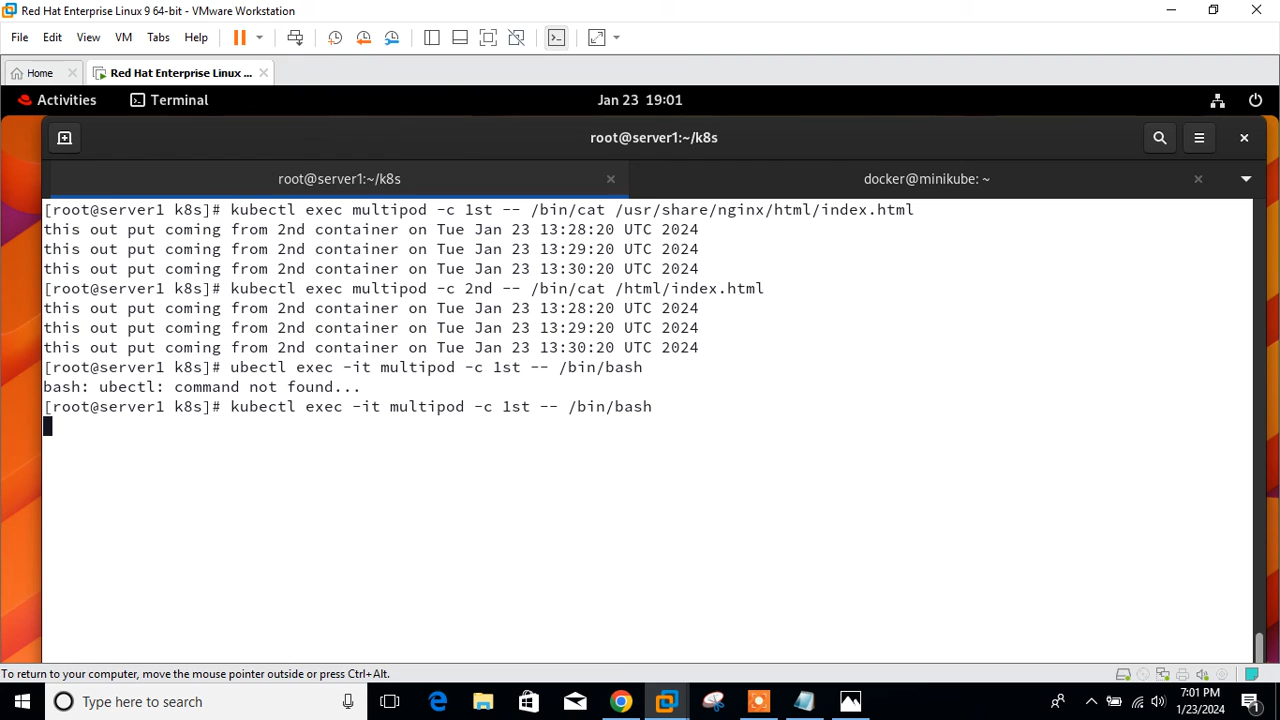 Red Hat Enterprise Linux 9 64-bit - VMware Workstation
File Edit View VM Tabs Help
Home Red Hat Enterprise Linux ...
Activities Terminal Jan 23 19:01
root@server1:~/k8s
root@server1:~/k8s docker@minikube: ~
[root@server1 k8s]# kubectl exec multipod -c 1st -- /bin/cat /usr/share/nginx/html/index.html
this out put coming from 2nd container on Tue Jan 23 13:28:20 UTC 2024
this out put coming from 2nd container on Tue Jan 23 13:29:20 UTC 2024
this out put coming from 2nd container on Tue Jan 23 13:30:20 UTC 2024
[root@server1 k8s]# kubectl exec multipod -c 2nd -- /bin/cat /html/index.html
this out put coming from 2nd container on Tue Jan 23 13:28:20 UTC 2024
this out put coming from 2nd container on Tue Jan 23 13:29:20 UTC 2024
this out put coming from 2nd container on Tue Jan 23 13:30:20 UTC 2024
[root@server1 k8s]# ubectl exec -it multipod -c 1st -- /bin/bash
bash: ubectl: command not found...
[root@server1 k8s]# kubectl exec -it multipod -c 1st -- /bin/bash
To return to your computer, move the mouse pointer outside or press Ctrl+Alt.
Type here to search
7:01 PM
1/23/2024
1